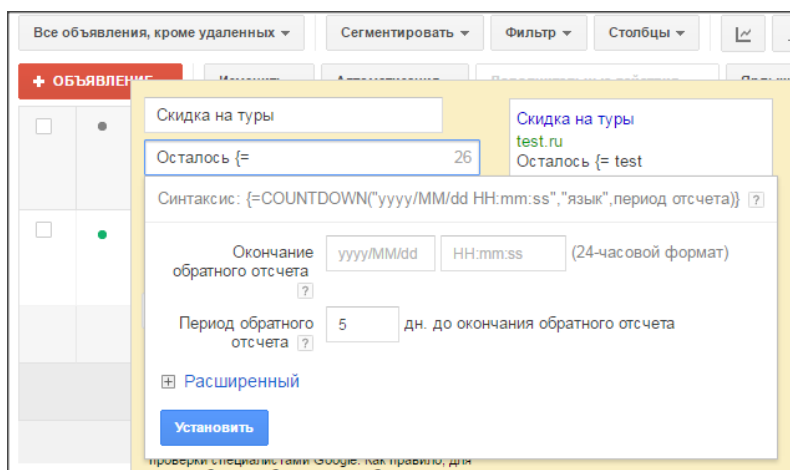 Все объявления, кроме удаленных Сегментировать Фильтр Столбцы
+ ОБЪЯВЛЕНИЕ
Скидка на туры
Осталось {= 26
Скидка на туры
test.ru
Осталось {= test
Синтаксис: {=COUNTDOWN("yyyy/MM/dd HH:mm:ss","язык",период отсчета)} ?
Окончание обратного отсчета ? yyyy/MM/dd HH:mm:ss (24-часовой формат)
Период обратного отсчета ? 5 дн. до окончания обратного отсчета
Расширенный
Установить
проверки специалистами Google. Как правило, для